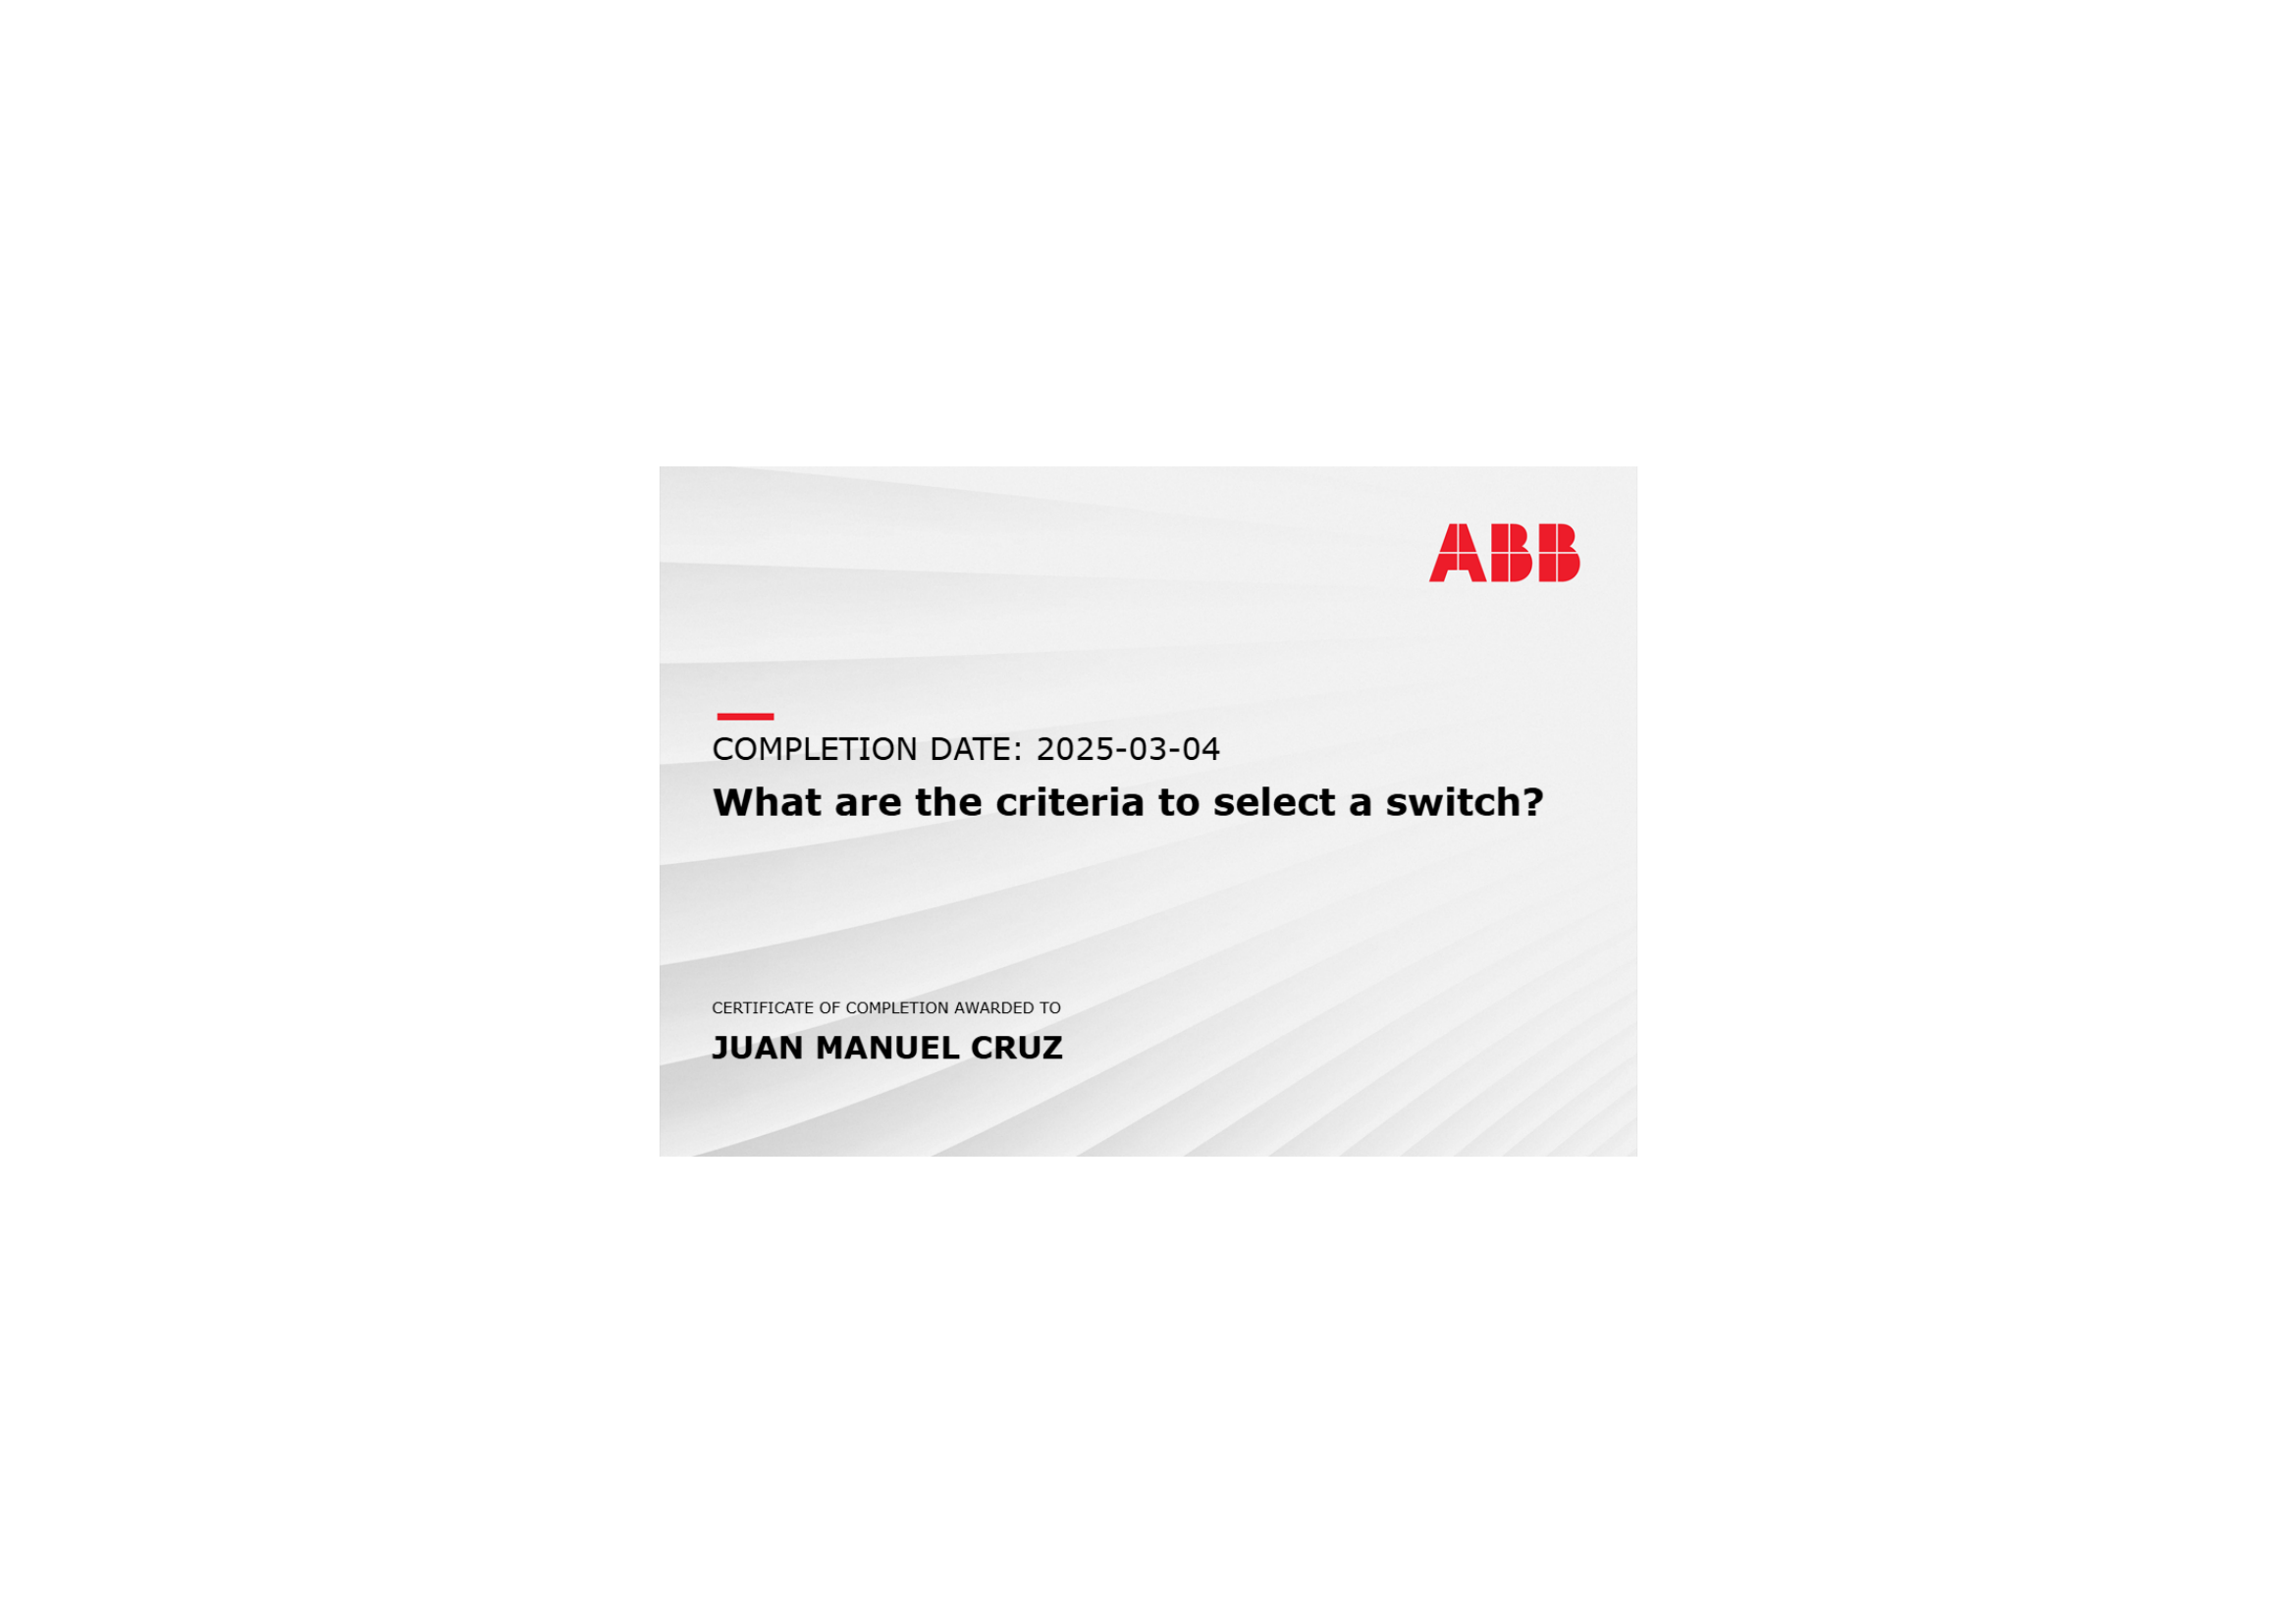 ABB
COMPLETION DATE: 2025-03-04
What are the criteria to select a switch?
CERTIFICATE OF COMPLETION AWARDED TO
JUAN MANUEL CRUZ